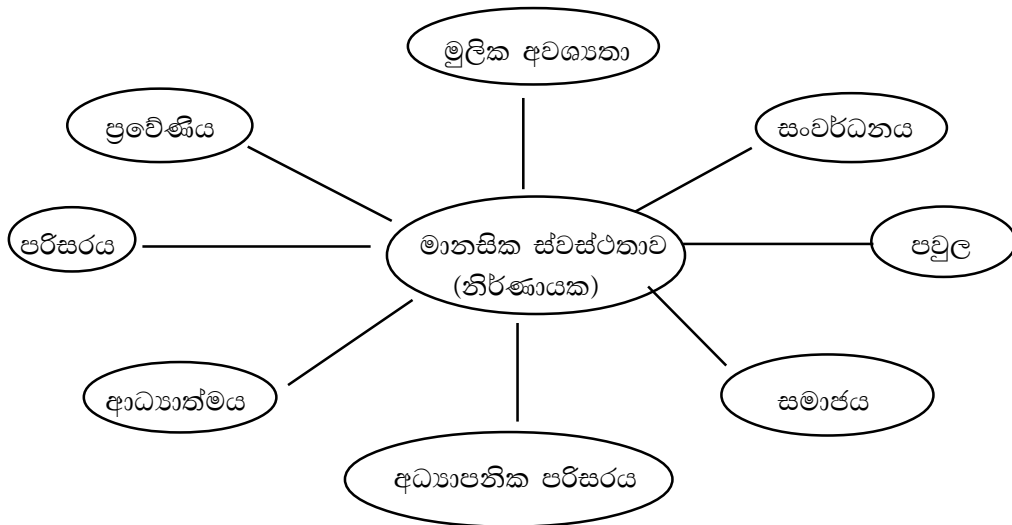 මුලික අවශ්‍යතා
ප්‍රවේණිය
සංවර්ධනය
පරිසරය
මානසික ස්වස්ථතාව
(නිර්ණායක)
පවුල
ආධ්‍යාත්මය
සමාජය
අධ්‍යාපනික පරිසරය